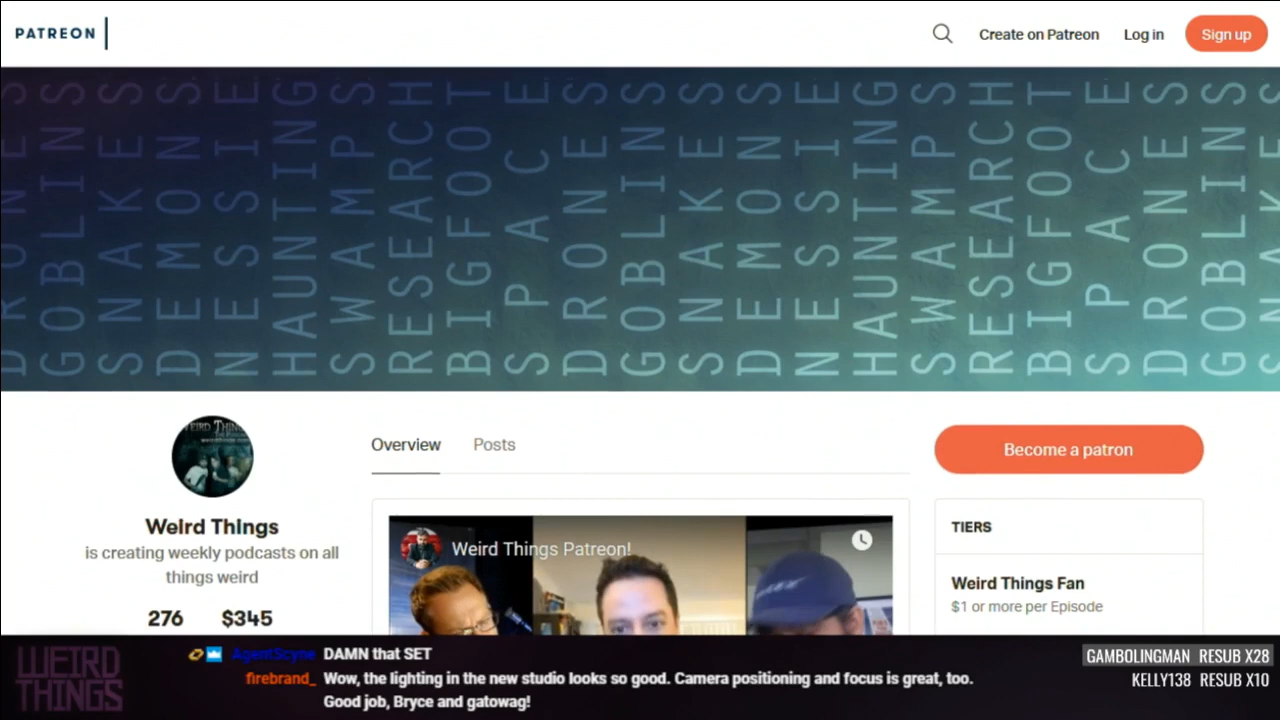 PATREON
Create on Patreon
Log in
Sign up
DRONES
GOBLINS
SNAKES
DEMONS
NESSIE
HAUNTING
SWAMPS
RESEARCH
BIGFOOT
SPACE
DRONES
GOBLINS
SNAKES
DEMONS
NESSIE
HAUNTING
SWAMPS
RESEARCH
BIGFOOT
SPACE
DRONES
GOBLINS
SNAKES
WEIRD THINGS
Overview
Posts
Become a patron
Weird Things
is creating weekly podcasts on all
things weird
276 $345
Weird Things Patreon!
TIERS
Weird Things Fan
$1 or more per Episode
WEIRD
THINGS
AgentScyne DAMN that SET
firebrand_ Wow, the lighting in the new studio looks so good. Camera positioning and focus is great, too.
Good job, Bryce and gatowag!
GAMBOLINGMAN RESUB X28
KELLY138 RESUB X10